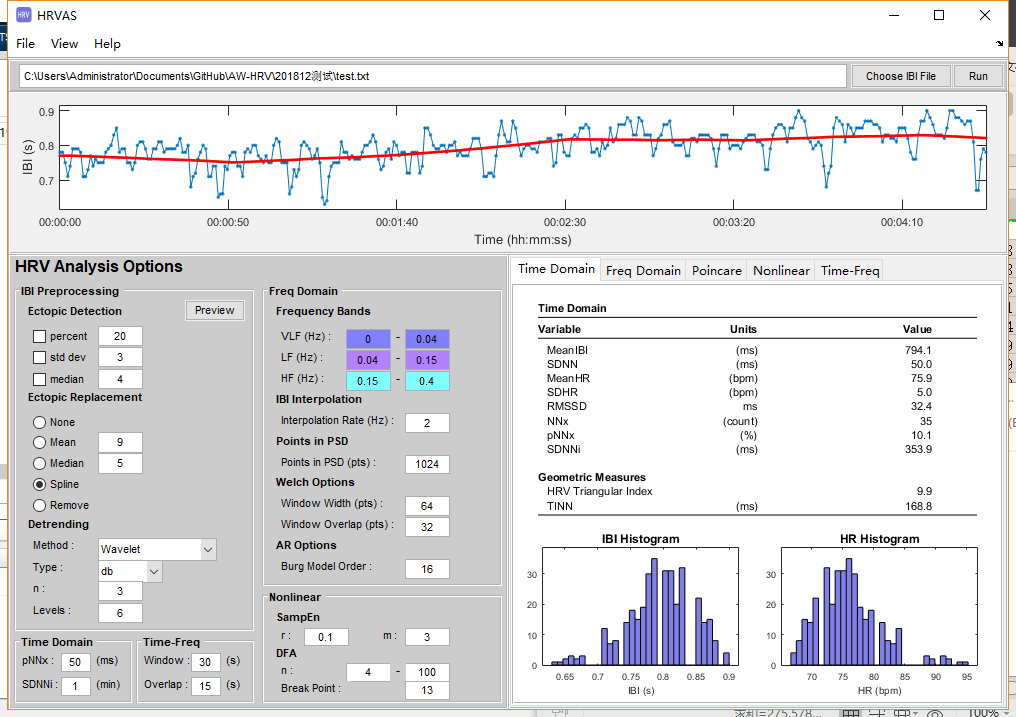 HRV HRVAS
File View Help
C:\Users\Administrator\Documents\GitHub\AW-HRV\201812测试\test.txt Choose IBI File Run
0.9
0.8
0.7
IBI (s)
00:00:00 00:00:50 00:01:40 00:02:30 00:03:20 00:04:10
Time (hh:mm:ss)
HRV Analysis Options
IBI Preprocessing
Ectopic Detection Preview
percent 20
std dev 3
median 4
Ectopic Replacement
None
Mean 9
Median 5
Spline
Remove
Detrending
Method : Wavelet
Type : db
n : 3
Levels : 6
Time Domain
pNNx : 50 (ms)
SDNNi : 1 (min)
Time-Freq
Window : 30 (s)
Overlap : 15 (s)
Freq Domain
Frequency Bands
VLF (Hz) : 0 - 0.04
LF (Hz) : 0.04 - 0.15
HF (Hz) : 0.15 - 0.4
IBI Interpolation
Interpolation Rate (Hz) : 2
Points in PSD
Points in PSD (pts) : 1024
Welch Options
Window Width (pts) : 64
Window Overlap (pts) : 32
AR Options
Burg Model Order : 16
Nonlinear
SampEn
r : 0.1 m : 3
DFA
n : 4 - 100
Break Point : 13
Time Domain Freq Domain Poincare Nonlinear Time-Freq
Time Domain
Variable Units Value
MeanIBI (ms) 794.1
SDNN (ms) 50.0
MeanHR (bpm) 75.9
SDHR (bpm) 5.0
RMSSD ms 32.4
NNx (count) 35
pNNx (%) 10.1
SDNNi (ms) 353.9
Geometric Measures
HRV Triangular Index 9.9
TINN (ms) 168.8
IBI Histogram
30
20
10
0
0.65 0.7 0.75 0.8 0.85 0.9
IBI (s)
HR Histogram
30
20
10
0
70 75 80 85 90 95
HR (bpm)
100%